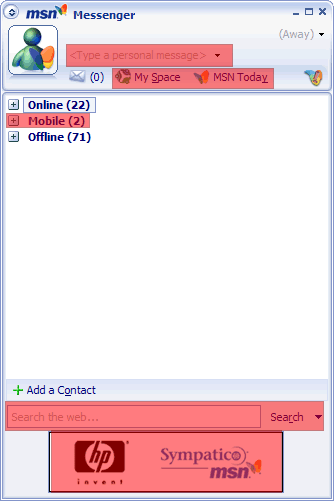 msn Messenger
(Away)
<Type a personal message>
(0) My Space MSN Today
Online (22)
Mobile (2)
Offline (71)
Add a Contact
Search the web... Search
hp Sympatico
invent msn